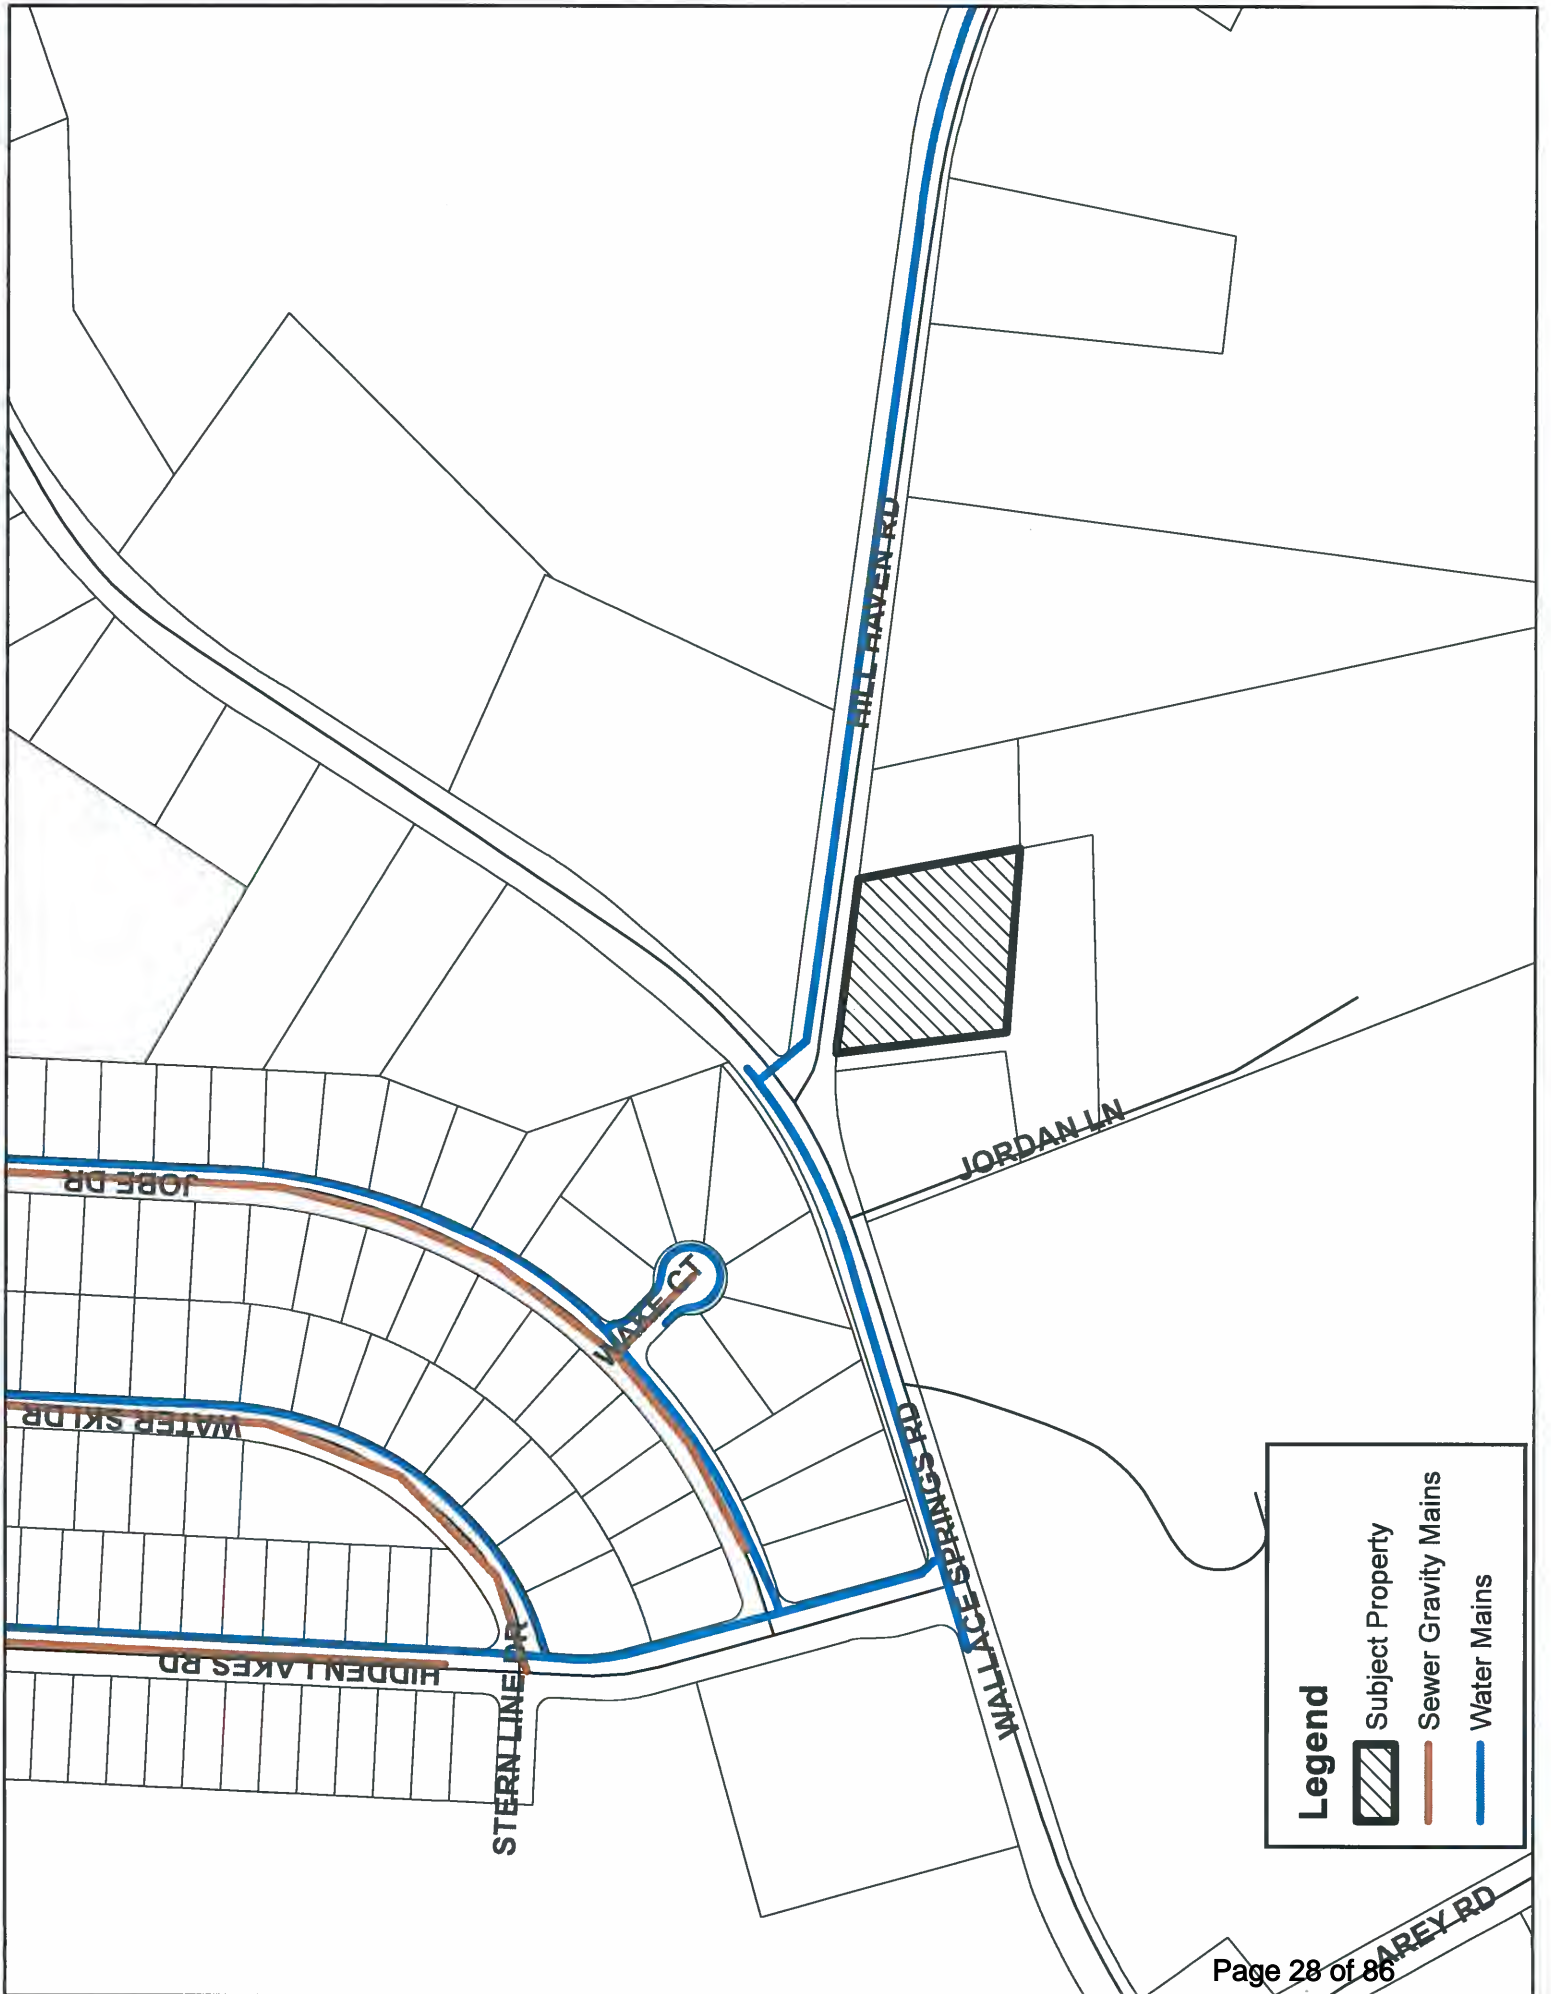 HILL HAVEN RD
JORDAN LN
JOBE DR
WAKE CT
WATER SKI DR
WALLACE SPRINGS RD
HIDDEN LAKES RD
STERN LINE DR
AREY RD
Legend
Subject Property
Sewer Gravity Mains
Water Mains
Page 28 of 86